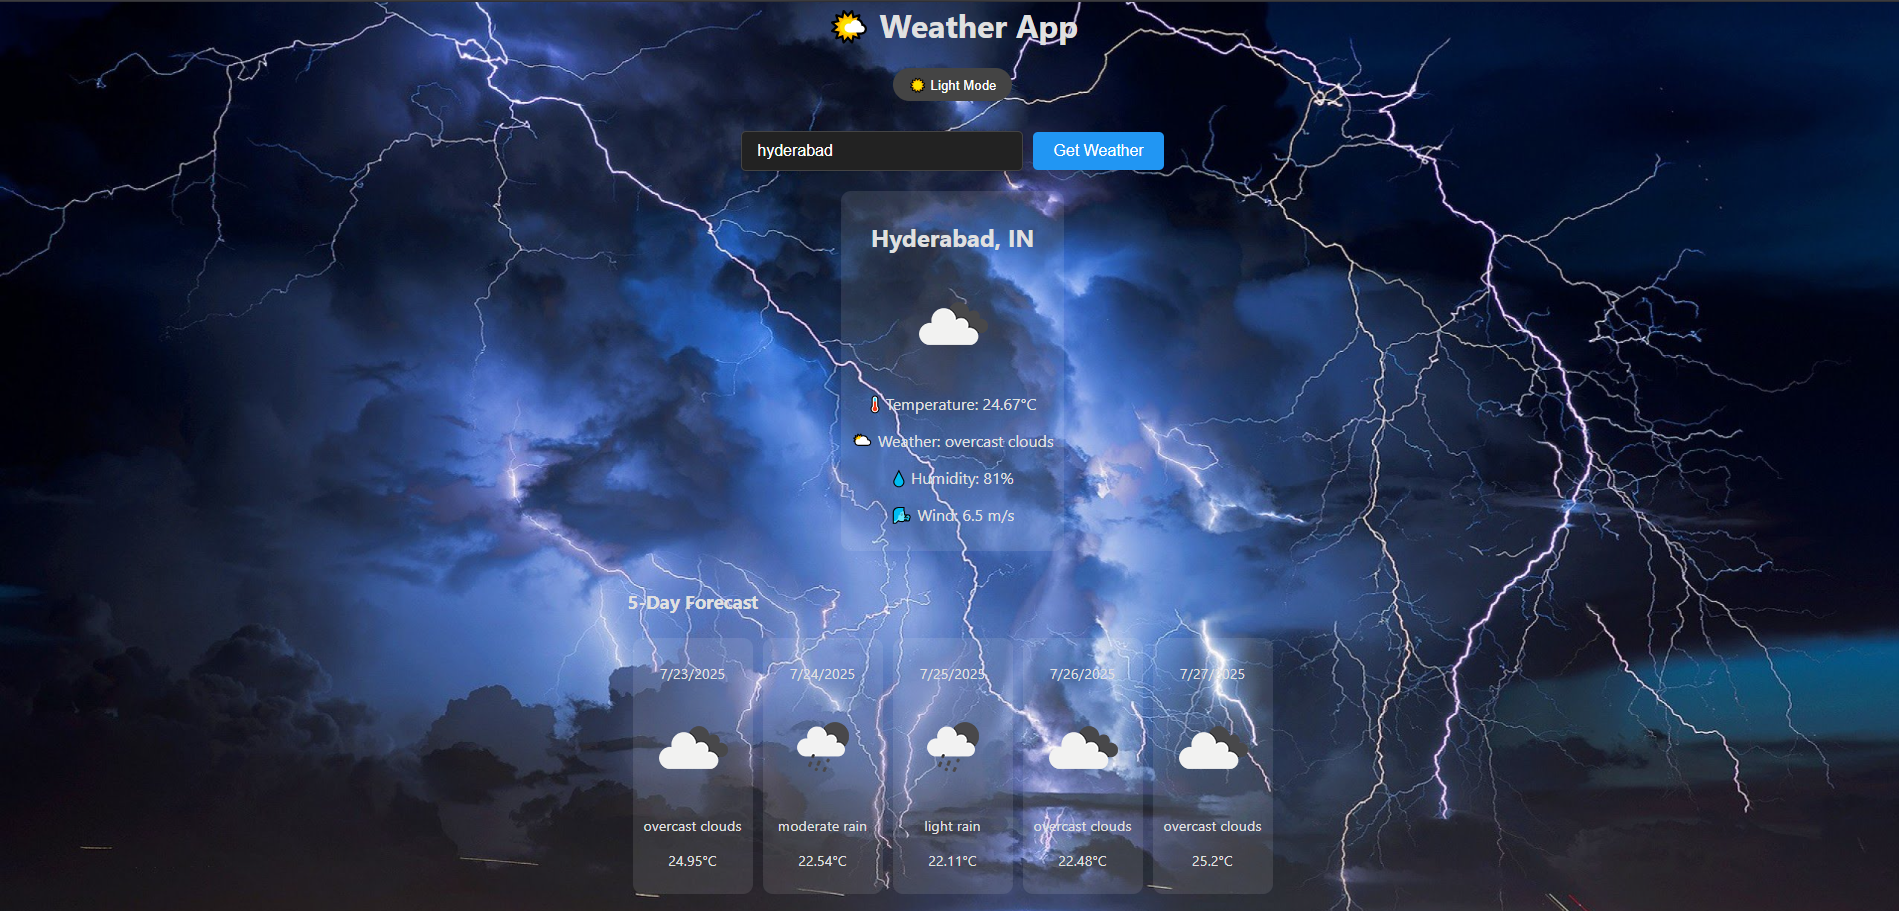 Weather App
Light Mode
hyderabad Get Weather
Hyderabad, IN
Temperature: 24.67°C
Weather: overcast clouds
Humidity: 81%
Wind: 6.5 m/s
5-Day Forecast
7/23/2025 7/24/2025 7/25/2025 7/26/2025 7/27/2025
overcast clouds moderate rain light rain overcast clouds overcast clouds
24.95°C 22.54°C 22.11°C 22.48°C 25.2°C